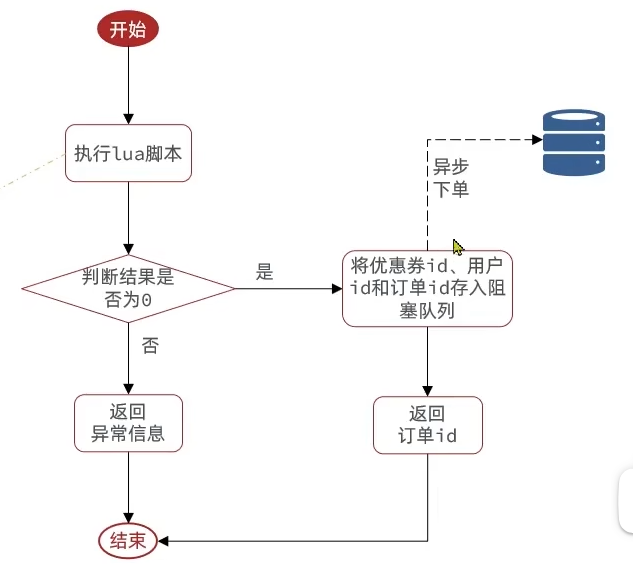 开始
执行lua脚本
异步
下单
判断结果是
否为0
是
将优惠券id、用户
id和订单id存入阻
塞队列
否
返回
异常信息
返回
订单id
结束